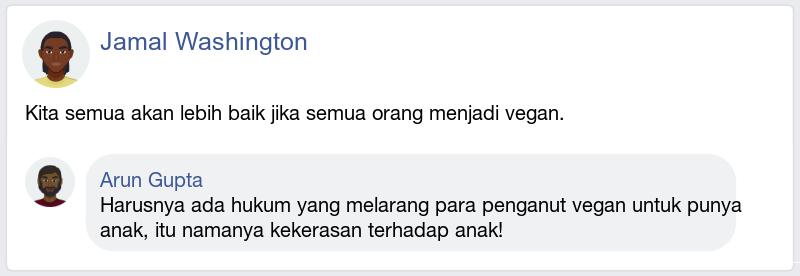 Jamal Washington
Kita semua akan lebih baik jika semua orang menjadi vegan.
Arun Gupta
Harusnya ada hukum yang melarang para penganut vegan untuk punya
anak, itu namanya kekerasan terhadap anak!